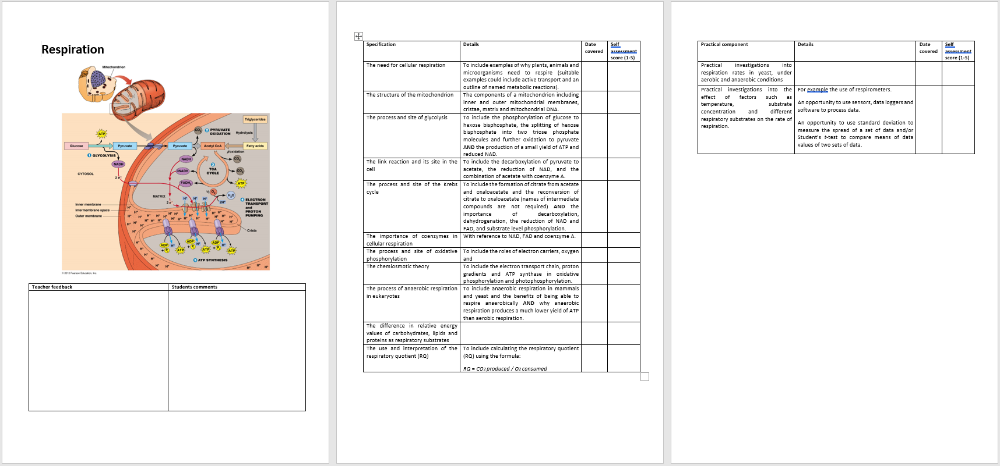 Respiration
Mitochondrion
Triglycerides
CO₂
2 PYRUVATE
OXIDATION
Hydrolysis
ATP
Glucose
Pyruvate
Pyruvate
Acetyl CoA
Fatty acids
βoxidation
1 GLYCOLYSIS
NADH
CO₂
NADH
3
TCA
CYCLE
CYTOSOL
2 e⁻
3NADH
CO₂
FADH₂
ATP
½ O₂
H₂O
MATRIX
2 e⁻
H⁺ H⁺ H⁺
2H⁺
4 ELECTRON
TRANSPORT
and
PROTON
PUMPING
Inner membrane
Intermembrane space
Outer membrane
H⁺ H⁺ H⁺ H⁺ H⁺ H⁺ H⁺ H⁺
Crista
ADP
+ Pi
H⁺
ATP
ADP
+ Pi
H⁺
ATP
ADP
+ Pi
H⁺
ATP
5 ATP SYNTHESIS
H⁺ H⁺ H⁺ H⁺
© 2012 Pearson Education, Inc.
Teacher feedback
Students comments
Specification
Details
Date
covered
Self
assessment
score (1-5)
The need for cellular respiration
To include examples of why plants, animals and
microorganisms need to respire (suitable
examples could include active transport and an
outline of named metabolic reactions).
The structure of the mitochondrion
The components of a mitochondrion including
inner and outer mitochondrial membranes,
cristae, matrix and mitochondrial DNA.
The process and site of glycolysis
To include the phosphorylation of glucose to
hexose bisphosphate, the splitting of hexose
bisphosphate into two triose phosphate
molecules and further oxidation to pyruvate
AND the production of a small yield of ATP and
reduced NAD.
The link reaction and its site in the
cell
To include the decarboxylation of pyruvate to
acetate, the reduction of NAD, and the
combination of acetate with coenzyme A.
The process and site of the Krebs
cycle
To include the formation of citrate from acetate
and oxaloacetate and the reconversion of
citrate to oxaloacetate (names of intermediate
compounds are not required) AND the
importance of decarboxylation,
dehydrogenation, the reduction of NAD and
FAD, and substrate level phosphorylation.
The importance of coenzymes in
cellular respiration
With reference to NAD, FAD and coenzyme A.
The process and site of oxidative
phosphorylation
To include the roles of electron carriers, oxygen
and
The chemiosmotic theory
To include the electron transport chain, proton
gradients and ATP synthase in oxidative
phosphorylation and photophosphorylation.
The process of anaerobic respiration
in eukaryotes
To include anaerobic respiration in mammals
and yeast and the benefits of being able to
respire anaerobically AND why anaerobic
respiration produces a much lower yield of ATP
than aerobic respiration.
The difference in relative energy
values of carbohydrates, lipids and
proteins as respiratory substrates
The use and interpretation of the
respiratory quotient (RQ)
To include calculating the respiratory quotient
(RQ) using the formula:
RQ = CO2 produced / O2 consumed
Practical component
Details
Date
covered
Self
assessment
score (1-5)
Practical investigations into
respiration rates in yeast, under
aerobic and anaerobic conditions
Practical investigations into the
effect of factors such as
temperature, substrate
concentration and different
respiratory substrates on the rate of
respiration.
For example the use of respirometers.
An opportunity to use sensors, data loggers and
software to process data.
An opportunity to use standard deviation to
measure the spread of a set of data and/or
Student's t-test to compare means of data
values of two sets of data.